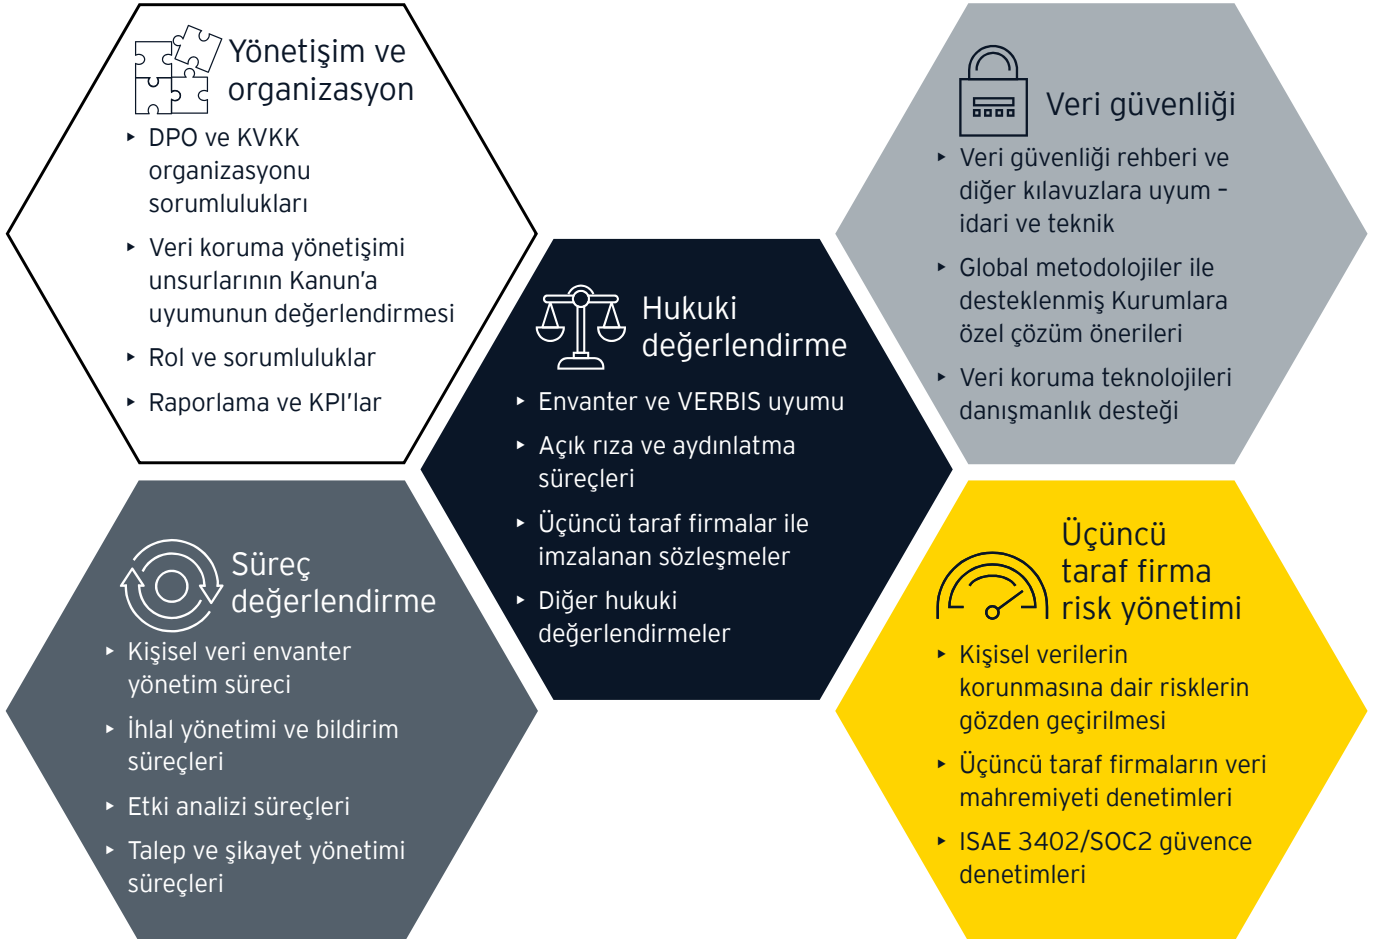 Yönetişim ve
organizasyon
‣ DPO ve KVKK
organizasyonu
sorumlulukları
‣ Veri koruma yönetişimi
unsurlarının Kanun’a
uyumunun değerlendirmesi
‣ Rol ve sorumluluklar
‣ Raporlama ve KPI’lar
Veri güvenliği
‣ Veri güvenliği rehberi ve
diğer kılavuzlara uyum –
idari ve teknik
‣ Global metodolojiler ile
desteklenmiş Kurumlara
özel çözüm önerileri
‣ Veri koruma teknolojileri
danışmanlık desteği
Hukuki
değerlendirme
‣ Envanter ve VERBIS uyumu
‣ Açık rıza ve aydınlatma
süreçleri
‣ Üçüncü taraf firmalar ile
imzalanan sözleşmeler
‣ Diğer hukuki
değerlendirmeler
Süreç
değerlendirme
‣ Kişisel veri envanter
yönetim süreci
‣ İhlal yönetimi ve bildirim
süreçleri
‣ Etki analizi süreçleri
‣ Talep ve şikayet yönetimi
süreçleri
Üçüncü
taraf firma
risk yönetimi
‣ Kişisel verilerin
korunmasına dair risklerin
gözden geçirilmesi
‣ Üçüncü taraf firmaların veri
mahremiyeti denetimleri
‣ ISAE 3402/SOC2 güvence
denetimleri